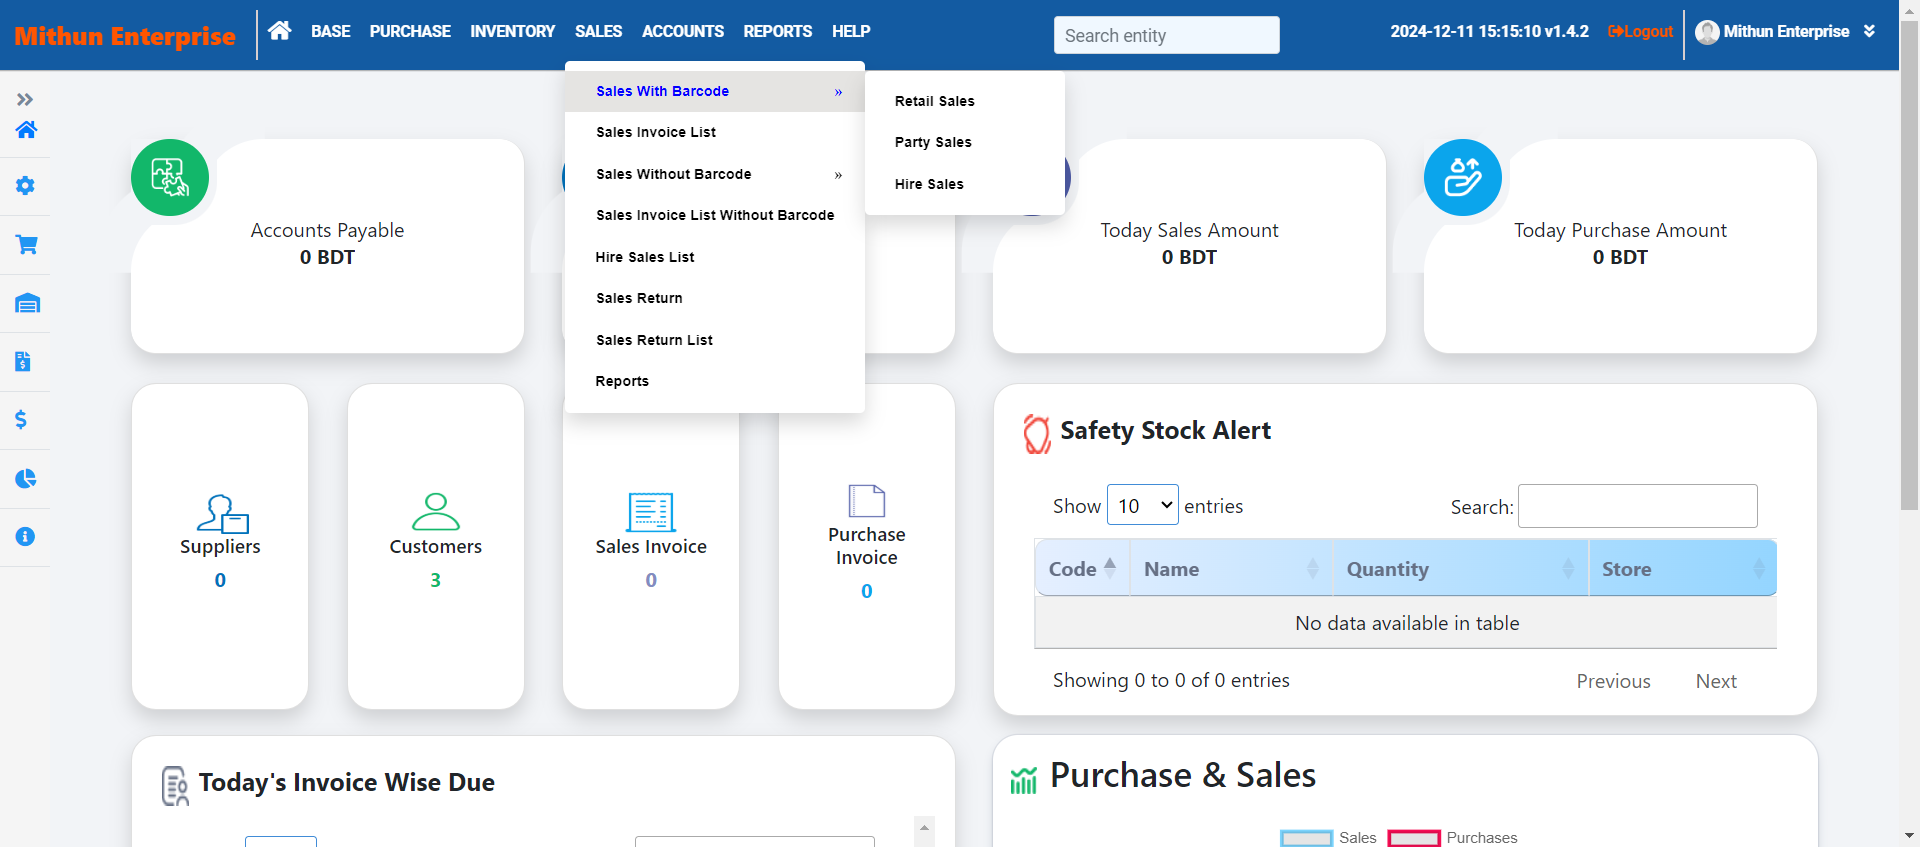 Mithun Enterprise
BASE PURCHASE INVENTORY SALES ACCOUNTS REPORTS HELP
Search entity
2024-12-11 15:15:10 v1.4.2
Logout
Mithun Enterprise
Sales With Barcode »
Sales Invoice List
Sales Without Barcode »
Sales Invoice List Without Barcode
Hire Sales List
Sales Return
Sales Return List
Reports
Retail Sales
Party Sales
Hire Sales
Accounts Payable
0 BDT
Today Sales Amount
0 BDT
Today Purchase Amount
0 BDT
Suppliers
0
Customers
3
Sales Invoice
0
Purchase
Invoice
0
Safety Stock Alert
Show 10 entries
Search:
Code Name Quantity Store
No data available in table
Showing 0 to 0 of 0 entries
Previous Next
Today's Invoice Wise Due
Purchase & Sales
Sales Purchases